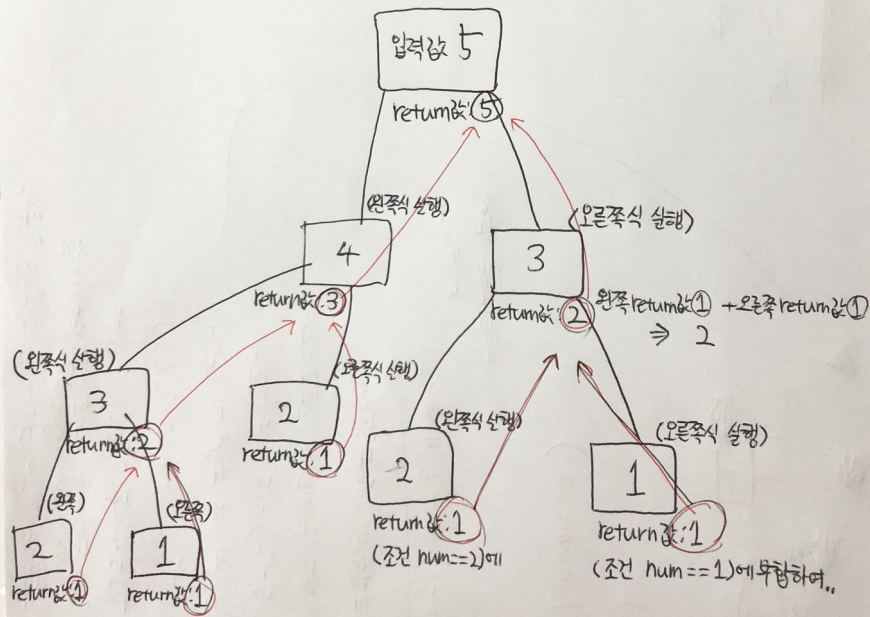 입력값 5
return값:5
(왼쪽식 실행)
(오른쪽식 실행)
4
3
return값:3
return값:2
왼쪽return값① + 오른쪽return값①
⇒ 2
(왼쪽식 실행)
(오른쪽식 실행)
3
2
return값:2
return값:1
(왼쪽식 실행)
(오른쪽식 실행)
2
1
return값:1
return값:1
(조건 num==2)에
(조건 num==1)에 부합하여..
(왼쪽)
(오른쪽)
2
1
return값:1
return값:1